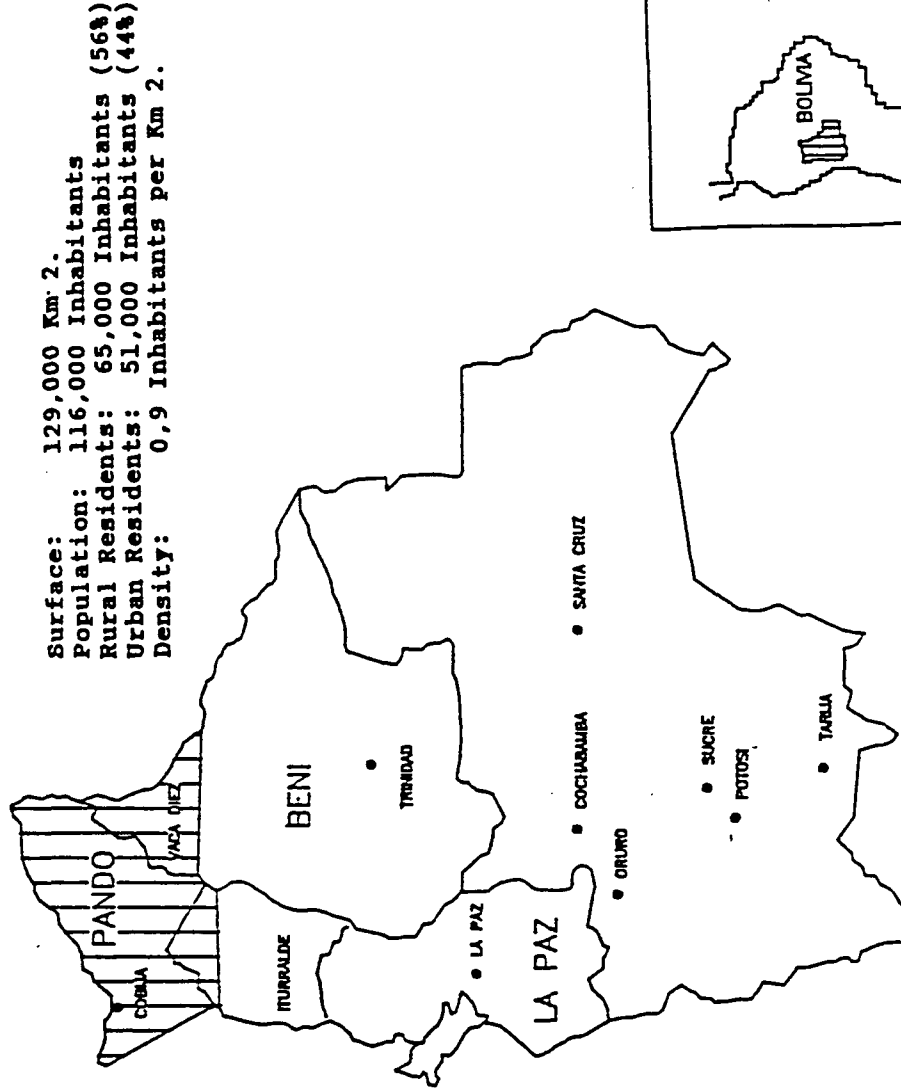 Surface: 129,000 Km 2.
Population: 116,000 Inhabitants
Rural Residents: 65,000 Inhabitants (56%)
Urban Residents: 51,000 Inhabitants (44%)
Density: 0,9 Inhabitants per Km 2.
PANDO
COBIJA
VACA DIEZ
ITURRALDE
BENI
TRINIDAD
LA PAZ
LA PAZ
COCHABAMBA
SANTA CRUZ
ORURO
SUCRE
POTOSI
TARIJA
BOLIVIA